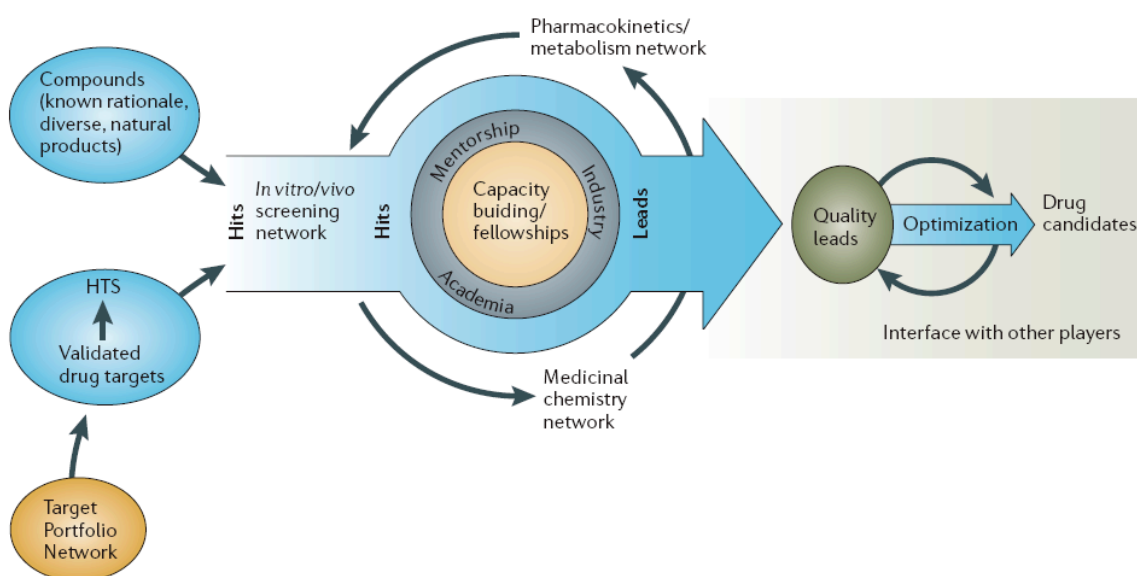 Pharmacokinetics/
metabolism network
Compounds
(known rationale,
diverse, natural
products)
Hits
In vitro/vivo
screening
network
Hits
Mentorship
Industry
Academia
Capacity
buiding/
fellowships
Leads
Quality
leads
Optimization
Drug
candidates
HTS
Validated
drug targets
Interface with other players
Medicinal
chemistry
network
Target
Portfolio
Network